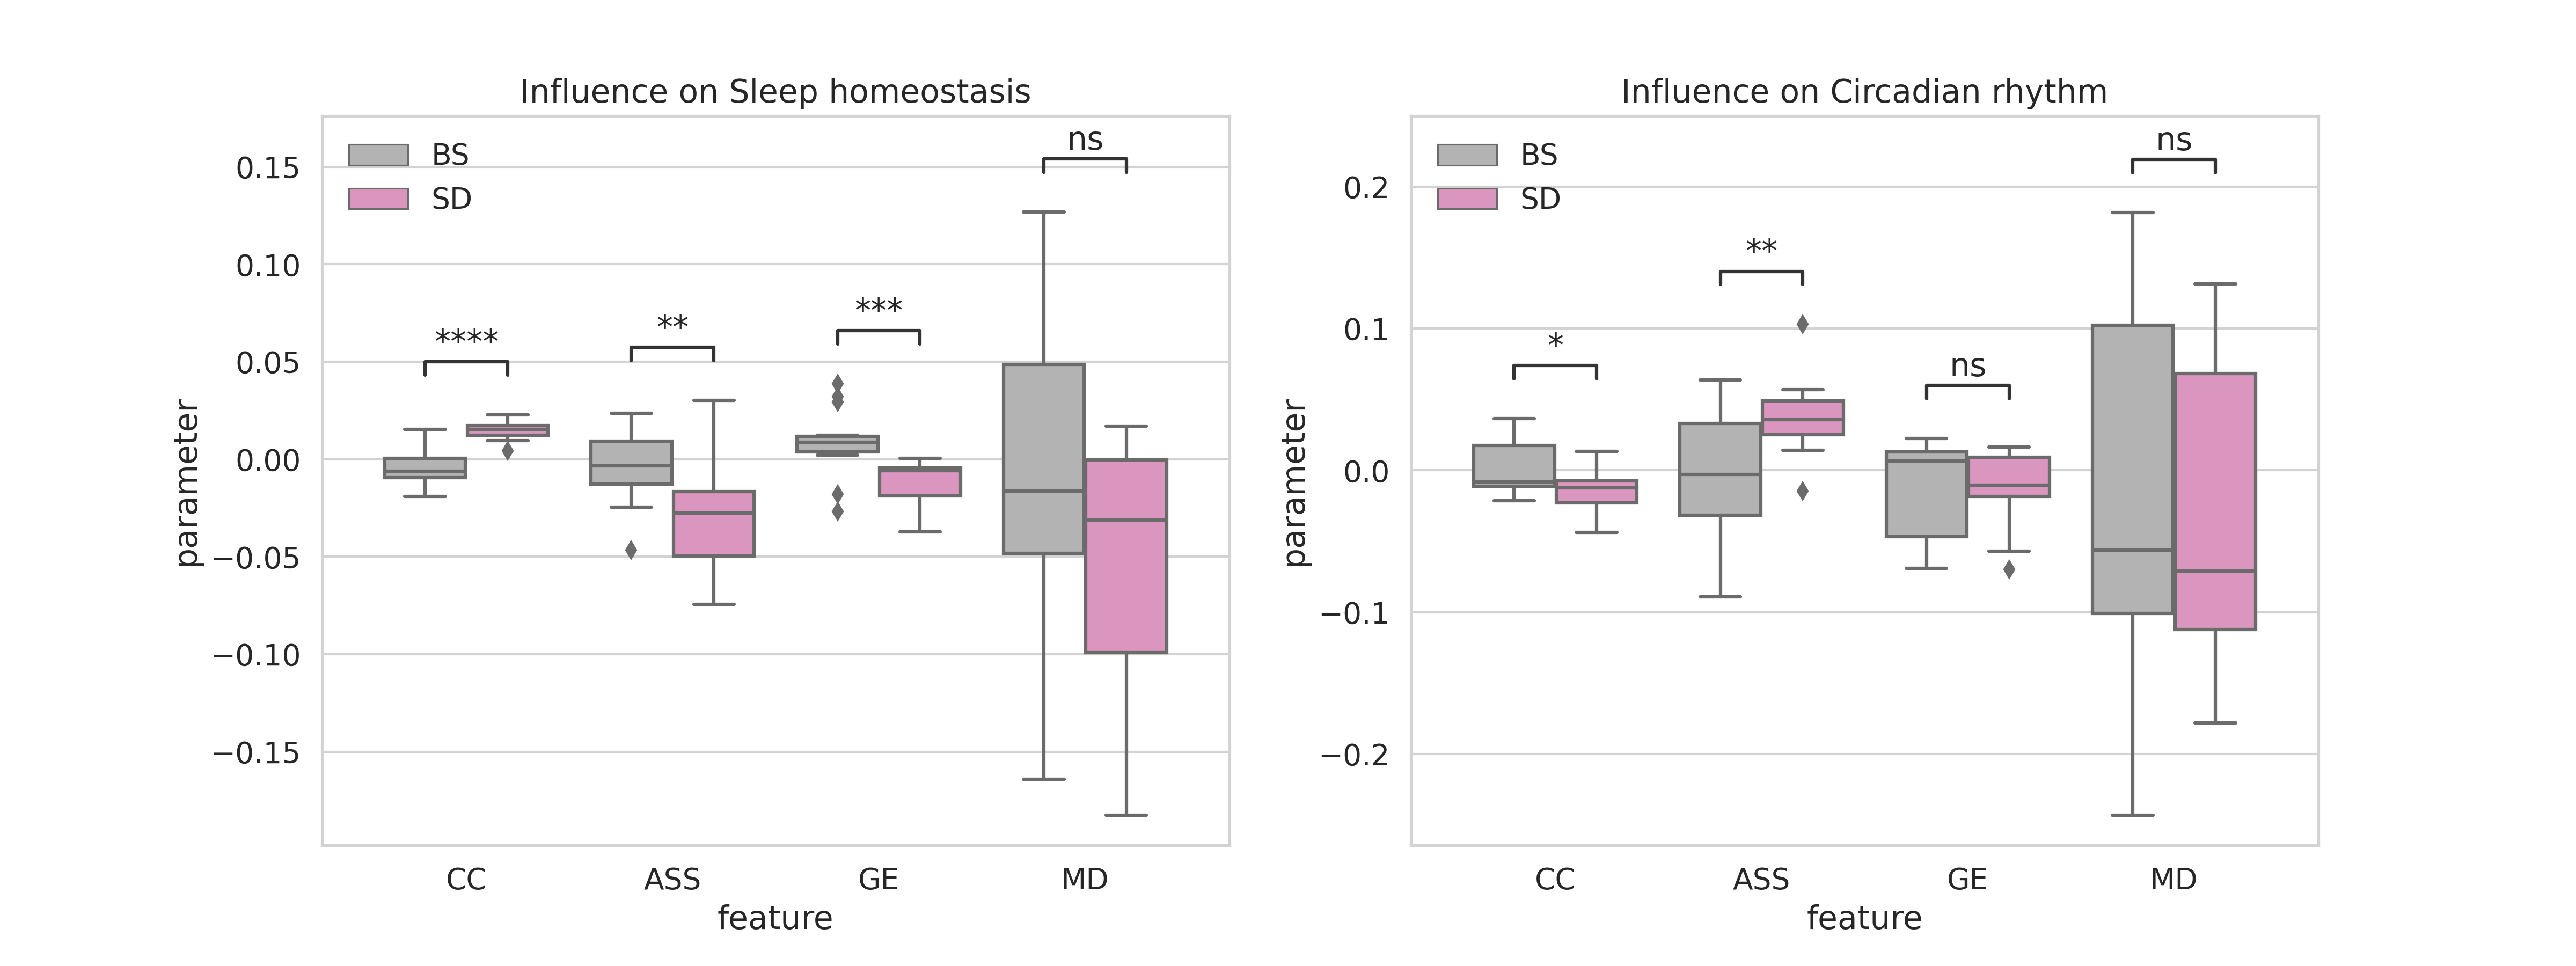 Influence on Sleep homeostasis
BS
SD
ns
****
**
***
0.15
0.10
0.05
0.00
−0.05
−0.10
−0.15
parameter
CC
ASS
GE
MD
feature
Influence on Circadian rhythm
BS
SD
ns
**
*
ns
0.2
0.1
0.0
−0.1
−0.2
parameter
CC
ASS
GE
MD
feature